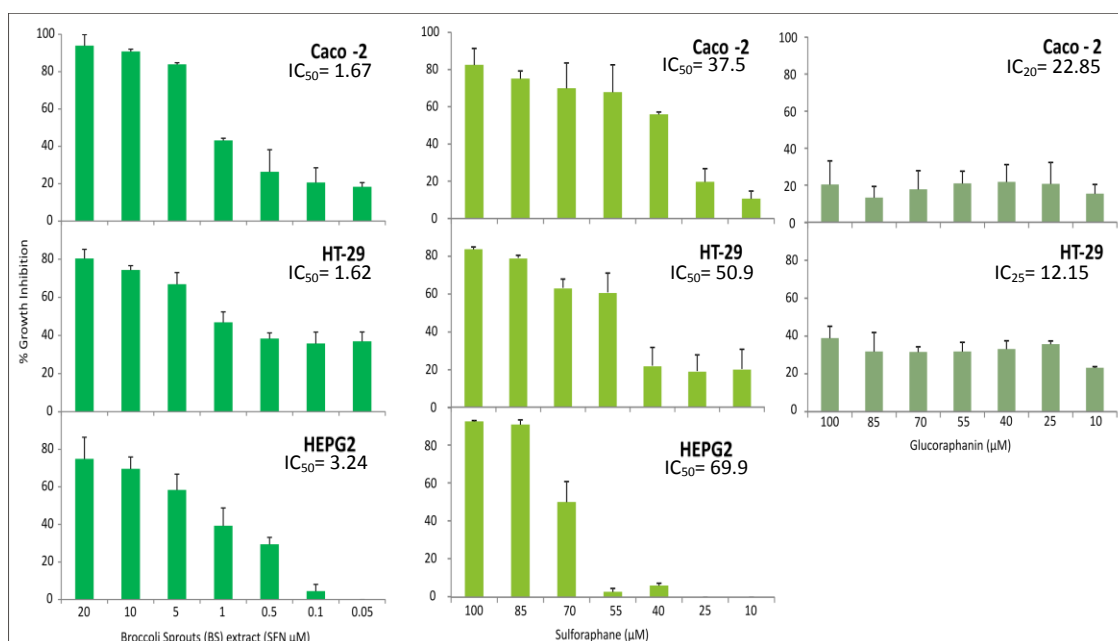 % Growth Inhibition
100
80
60
40
20
0
Caco -2
IC50= 1.67
80
60
40
20
0
HT-29
IC50= 1.62
80
60
40
20
0
HEPG2
IC50= 3.24
20 10 5 1 0.5 0.1 0.05
Broccoli Sprouts (BS) extract (SFN µM)
100
80
60
40
20
0
Caco -2
IC50= 37.5
80
60
40
20
0
HT-29
IC50= 50.9
80
60
40
20
0
HEPG2
IC50= 69.9
100 85 70 55 40 25 10
Sulforaphane (µM)
100
80
60
40
20
0
Caco - 2
IC20= 22.85
80
60
40
20
0
HT-29
IC25= 12.15
100 85 70 55 40 25 10
Glucoraphanin (µM)